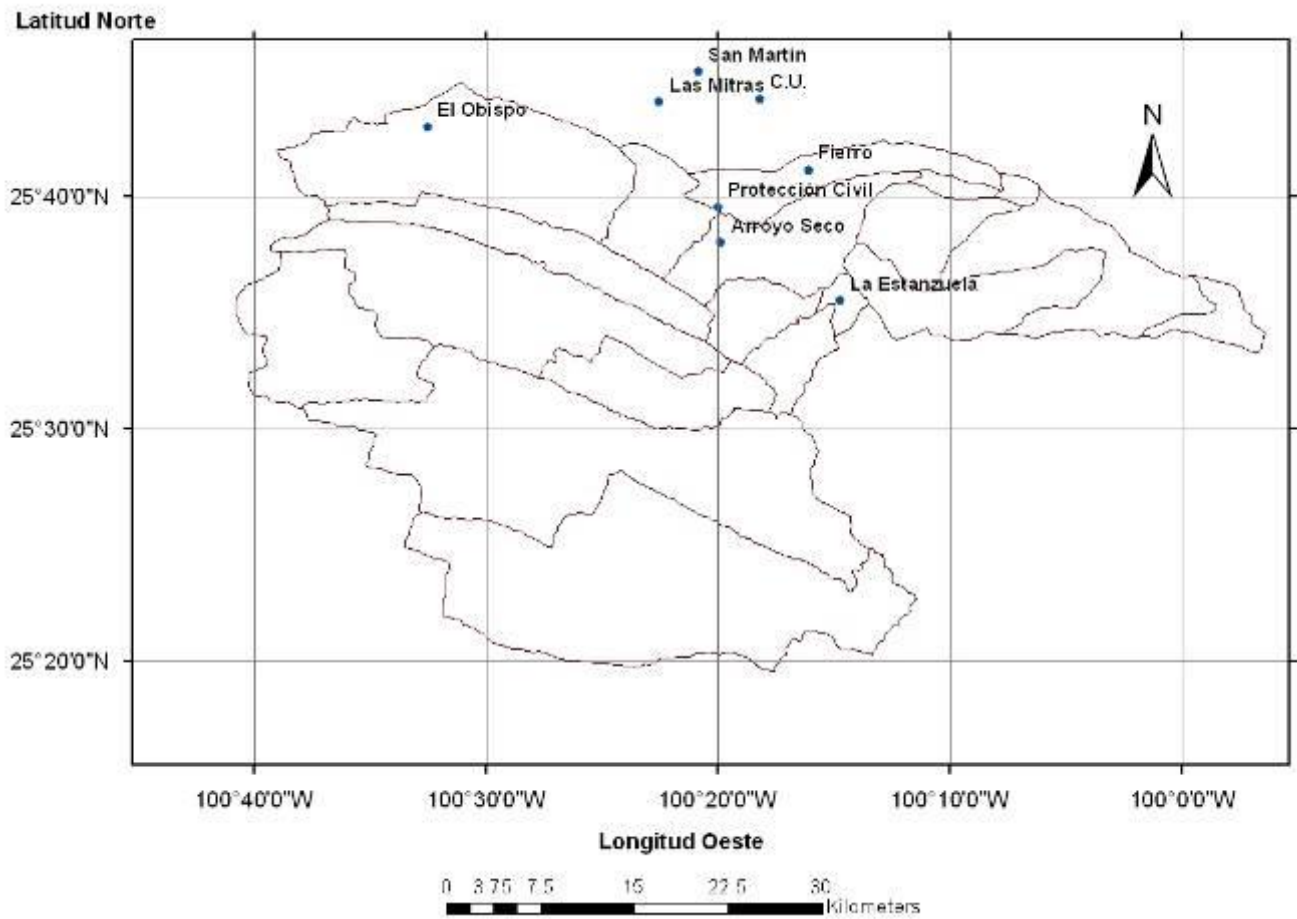 Latitud Norte
San Martín
Las Mitras
C.U.
El Obispo
N
Fierro
25°40'0"N
Protección Civil
Arroyo Seco
La Estanzuela
25°30'0"N
25°20'0"N
100°40'0"W 100°30'0"W 100°20'0"W 100°10'0"W 100°0'0"W
Longitud Oeste
0 3.75 7.5 15 22.5 30
Kilometers